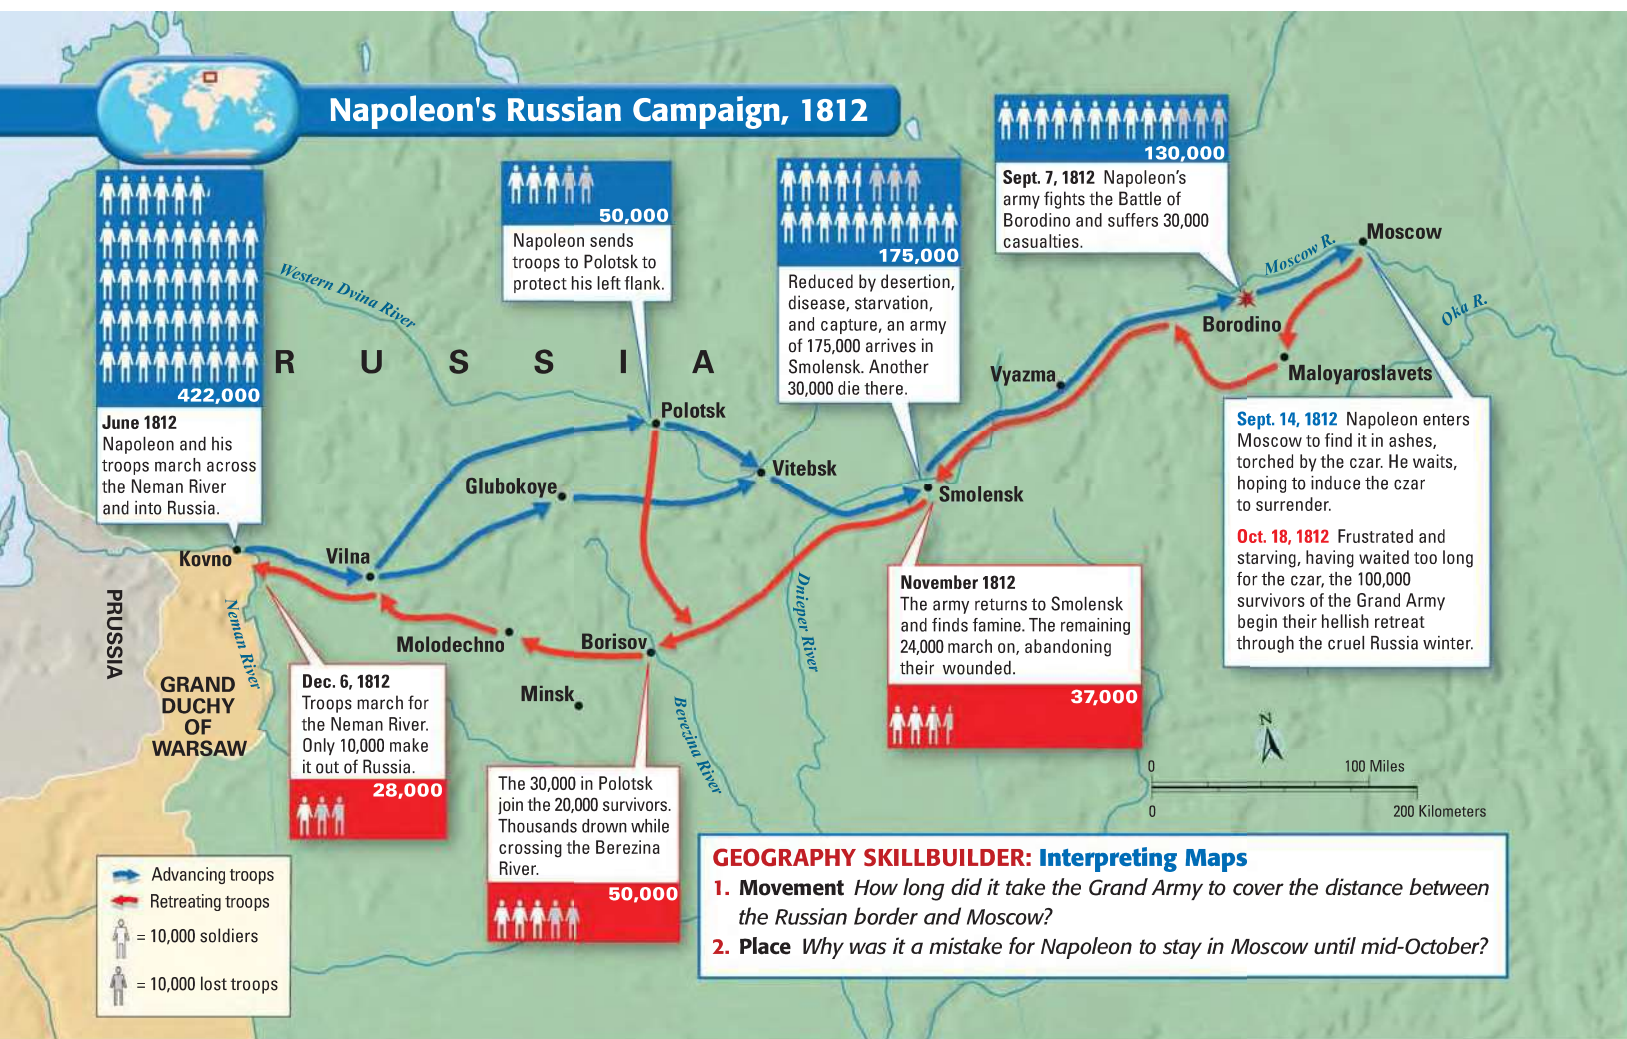 Napoleon's Russian Campaign, 1812
422,000
June 1812
Napoleon and his
troops march across
the Neman River
and into Russia.
50,000
Napoleon sends
troops to Polotsk to
protect his left flank.
175,000
Reduced by desertion,
disease, starvation,
and capture, an army
of 175,000 arrives in
Smolensk. Another
30,000 die there.
130,000
Sept. 7, 1812 Napoleon's
army fights the Battle of
Borodino and suffers 30,000
casualties.
Moscow
Moscow R.
Oka R.
Borodino
Maloyaroslavets
Vyazma
Western Dvina River
RUSSIA
Polotsk
Vitebsk
Glubokoye
Smolensk
Kovno
Vilna
Molodechno
Borisov
Minsk
Neman River
Dnieper River
Berezina River
PRUSSIA
GRAND
DUCHY
OF
WARSAW
Sept. 14, 1812 Napoleon enters
Moscow to find it in ashes,
torched by the czar. He waits,
hoping to induce the czar
to surrender.
Oct. 18, 1812 Frustrated and
starving, having waited too long
for the czar, the 100,000
survivors of the Grand Army
begin their hellish retreat
through the cruel Russia winter.
November 1812
The army returns to Smolensk
and finds famine. The remaining
24,000 march on, abandoning
their wounded.
37,000
Dec. 6, 1812
Troops march for
the Neman River.
Only 10,000 make
it out of Russia.
28,000
The 30,000 in Polotsk
join the 20,000 survivors.
Thousands drown while
crossing the Berezina
River.
50,000
N
0
100 Miles
0
200 Kilometers
Advancing troops
Retreating troops
= 10,000 soldiers
= 10,000 lost troops
GEOGRAPHY SKILLBUILDER: Interpreting Maps
1. Movement How long did it take the Grand Army to cover the distance between
the Russian border and Moscow?
2. Place Why was it a mistake for Napoleon to stay in Moscow until mid-October?